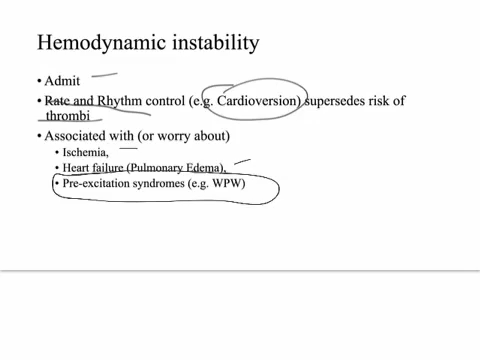 Hemodynamic instability
• Admit
• Rate and Rhythm control (e.g. Cardioversion) supersedes risk of
thrombi
• Associated with (or worry about)
• Ischemia,
• Heart failure (Pulmonary Edema),
• Pre-excitation syndromes (e.g. WPW)